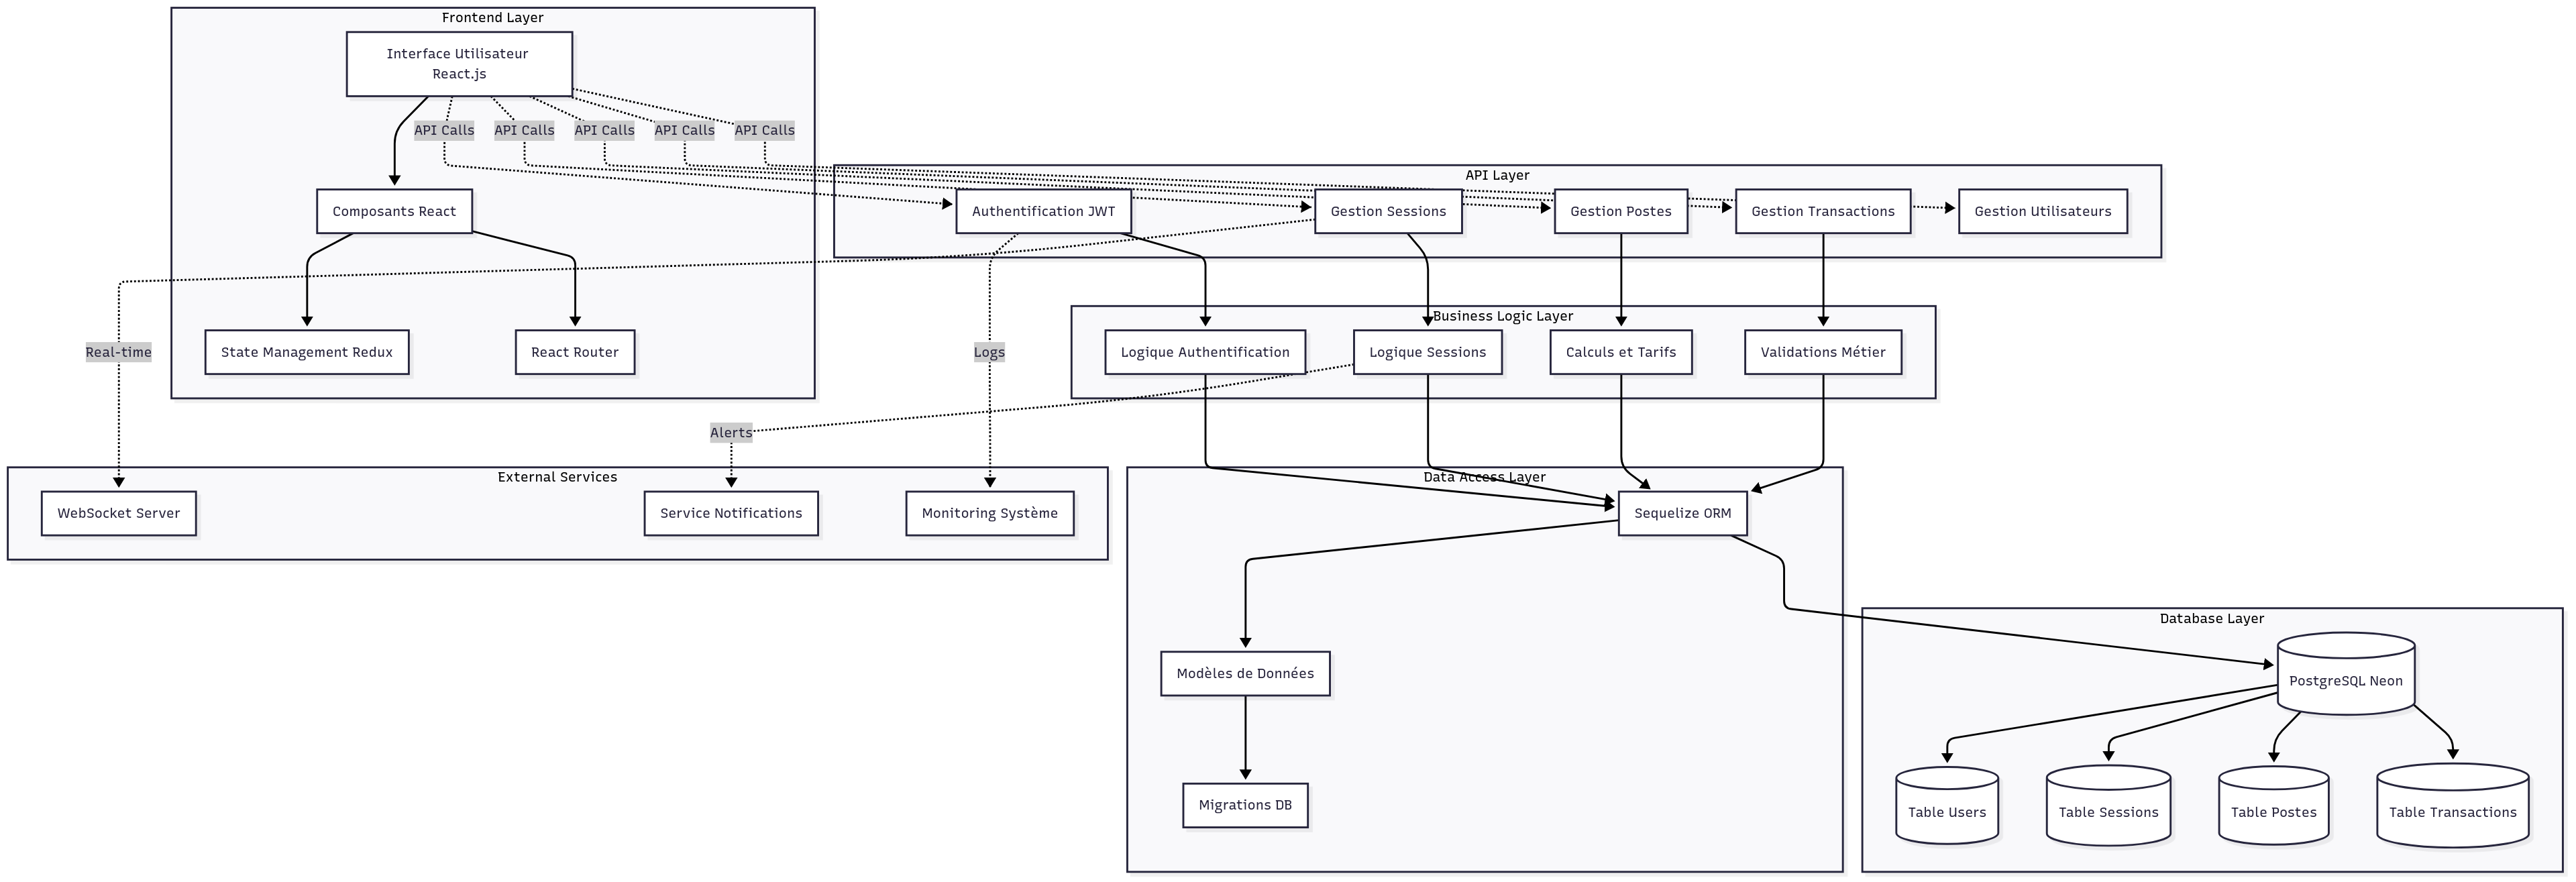 Frontend Layer
Interface Utilisateur
React.js
API Calls
API Calls
API Calls
API Calls
API Calls
API Layer
Composants React
Authentification JWT
Gestion Sessions
Gestion Postes
Gestion Transactions
Gestion Utilisateurs
Business Logic Layer
State Management Redux
React Router
Real-time
Logs
Logique Authentification
Logique Sessions
Calculs et Tarifs
Validations Métier
Alerts
External Services
WebSocket Server
Service Notifications
Monitoring Système
Data Access Layer
Sequelize ORM
Modèles de Données
Migrations DB
Database Layer
PostgreSQL Neon
Table Users
Table Sessions
Table Postes
Table Transactions